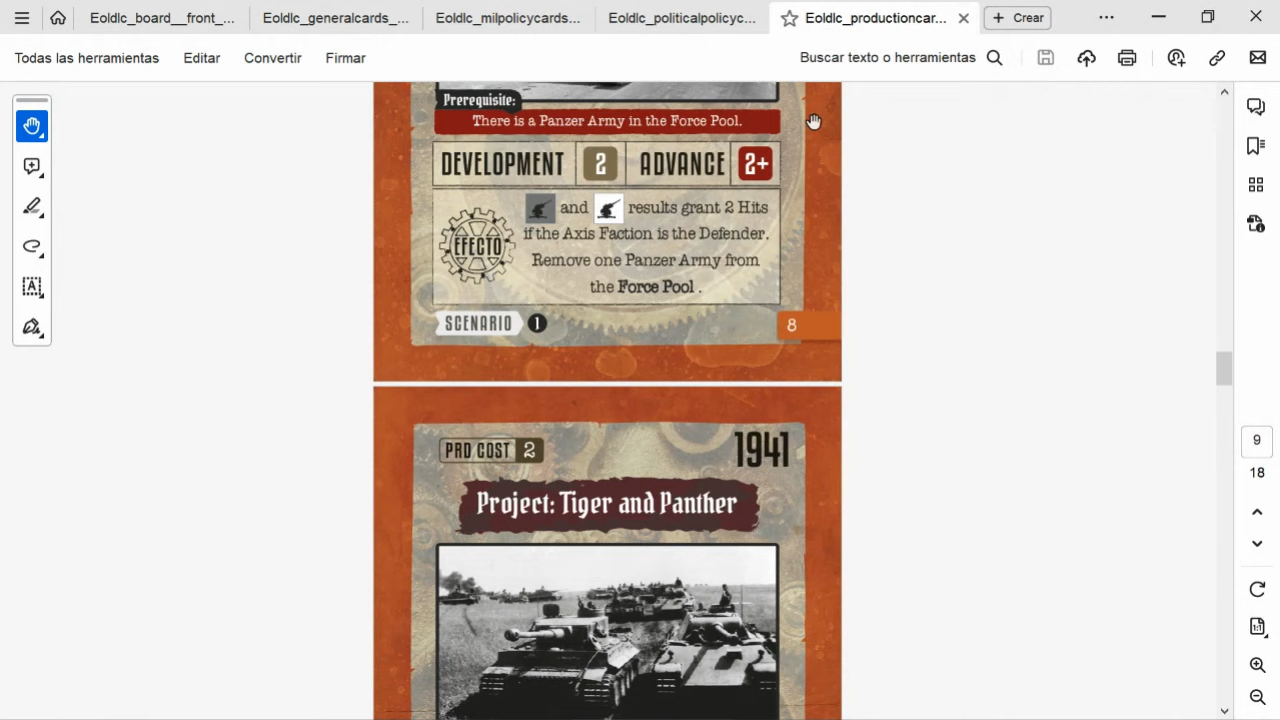 Eoldlc_board__front_...
Eoldlc_generalcards_...
Eoldlc_milpolicycards...
Eoldlc_politicalpolicyc...
Eoldlc_productioncar...
Crear
Todas las herramientas
Editar
Convertir
Firmar
Buscar texto o herramientas
Prerequisite:
There is a Panzer Army in the Force Pool.
DEVELOPMENT 2 ADVANCE 2+
EFECTO
and results grant 2 Hits
if the Axis Faction is the Defender.
Remove one Panzer Army from
the Force Pool .
SCENARIO 1
8
9
18
PRD COST 2
1941
Project: Tiger and Panther